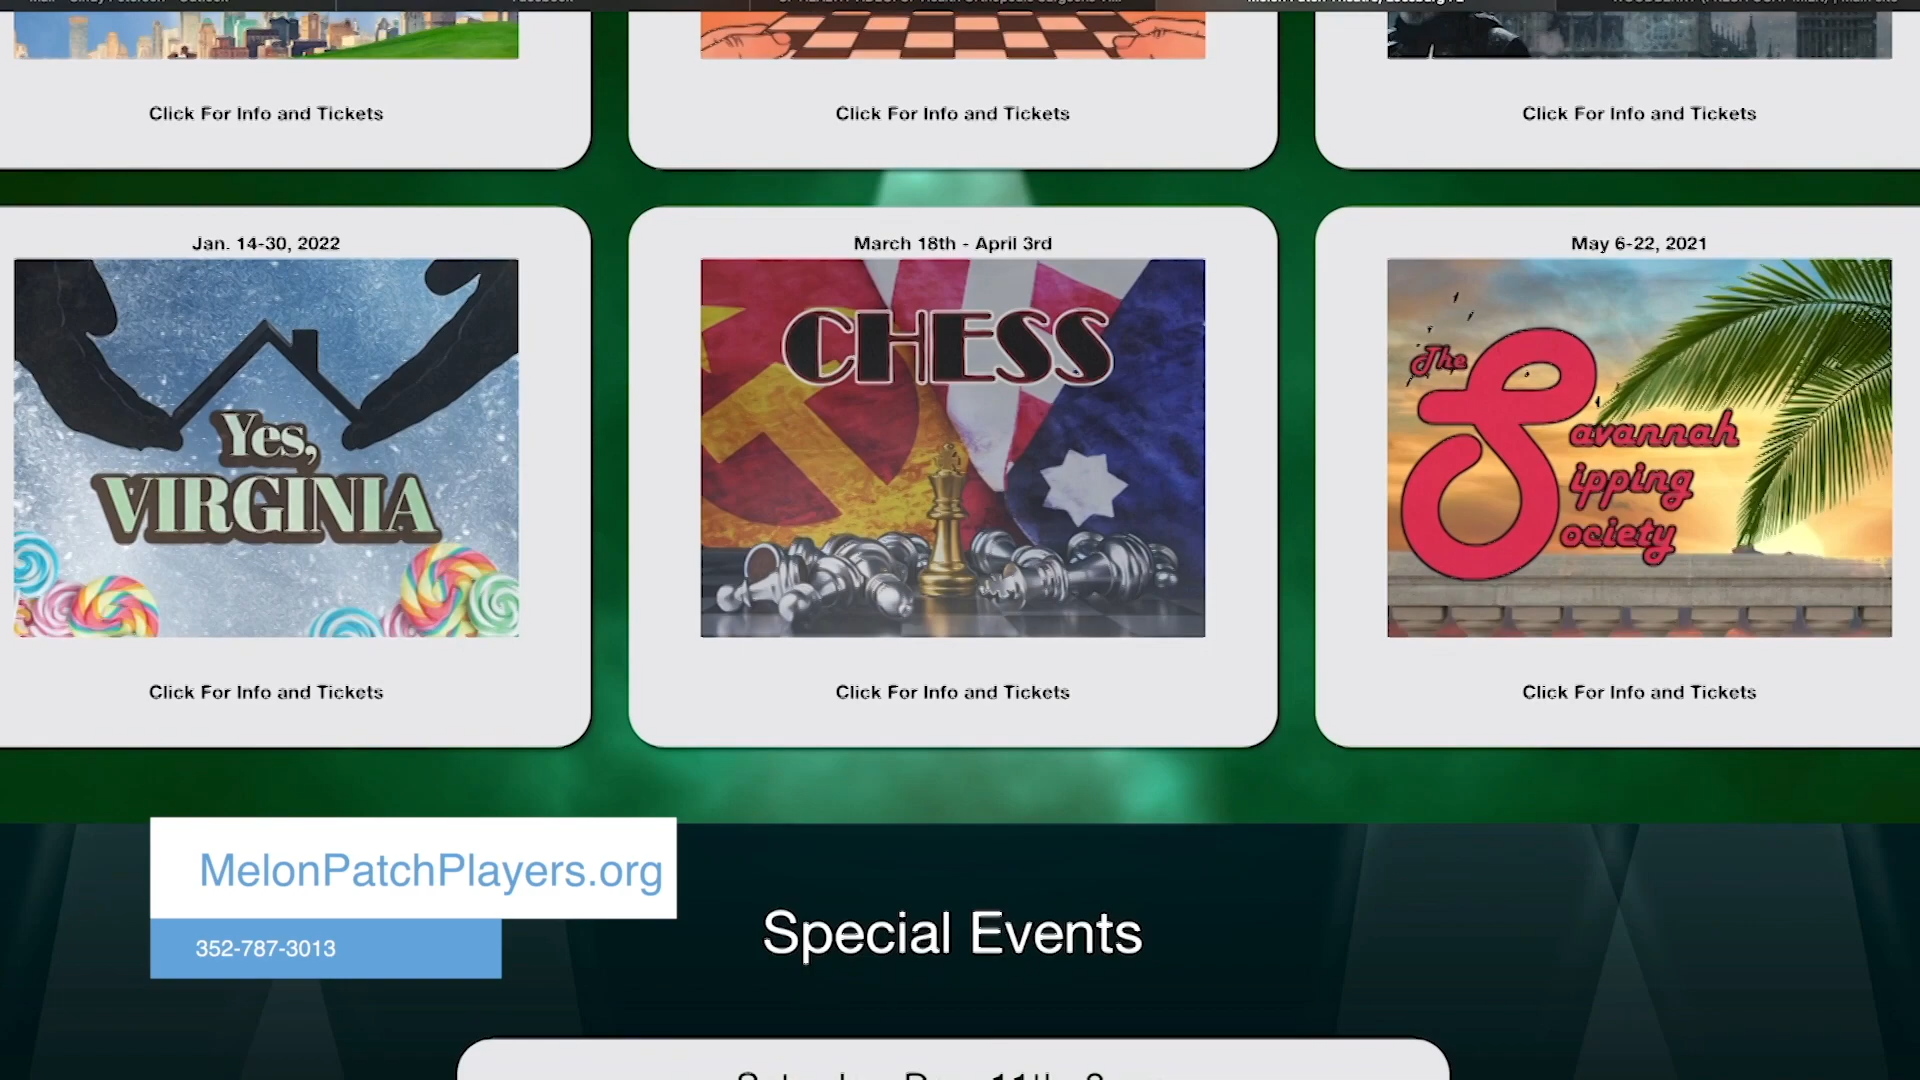 Click For Info and Tickets
Click For Info and Tickets
Click For Info and Tickets
Jan. 14-30, 2022
March 18th - April 3rd
May 6-22, 2021
Yes,
VIRGINIA
CHESS
The
Savannah
Sipping
Society
Click For Info and Tickets
Click For Info and Tickets
Click For Info and Tickets
MelonPatchPlayers.org
352-787-3013
Special Events